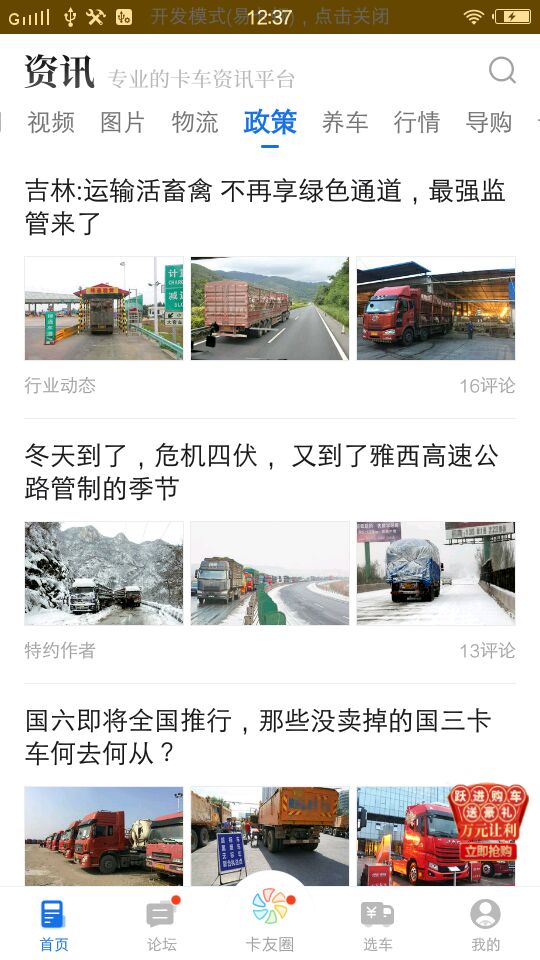 开发模式(易
12:37
，点击关闭
资讯 专业的卡车资讯平台
视频 图片 物流 政策 养车 行情 导购
吉林:运输活畜禽 不再享绿色通道，最强监
管来了
行业动态 16评论
冬天到了，危机四伏， 又到了雅西高速公
路管制的季节
特约作者 13评论
国六即将全国推行，那些没卖掉的国三卡
车何去何从？
跃进购车
送豪礼
万元让利
立即抢购
首页 论坛 卡友圈 选车 我的